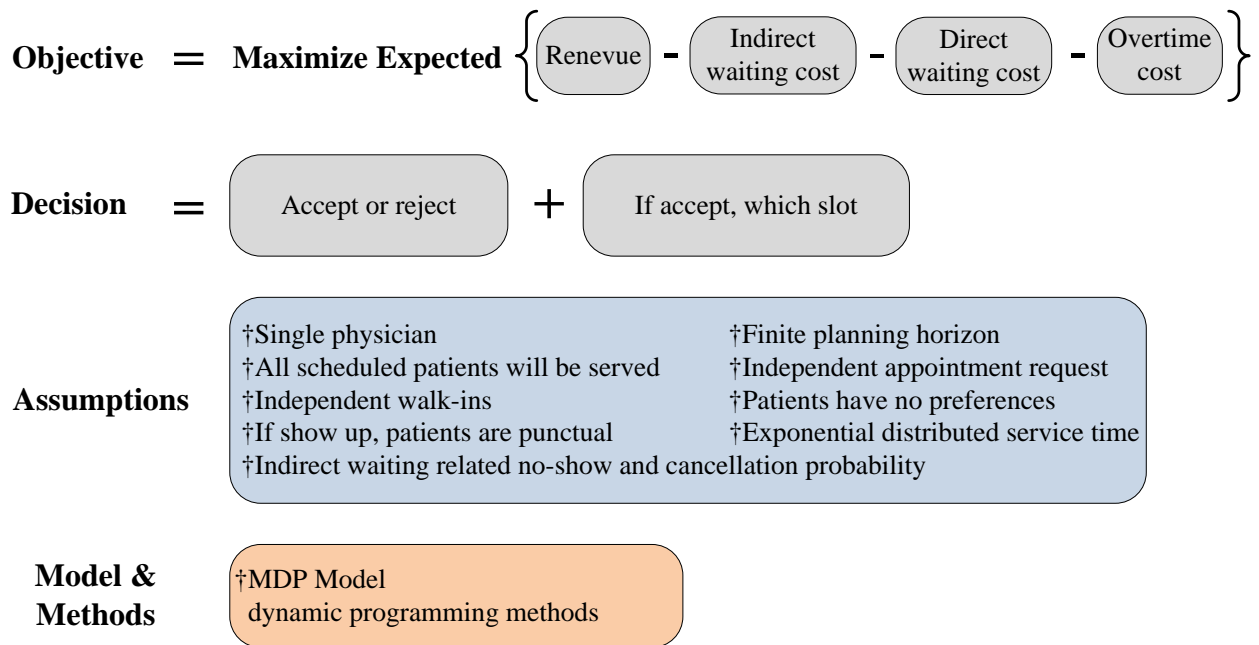 Objective = Maximize Expected { Renevue - Indirect waiting cost - Direct waiting cost - Overtime cost }
Decision = Accept or reject + If accept, which slot
Assumptions
†Single physician †Finite planning horizon
†All scheduled patients will be served †Independent appointment request
†Independent walk-ins †Patients have no preferences
†If show up, patients are punctual †Exponential distributed service time
†Indirect waiting related no-show and cancellation probability
Model &
Methods
†MDP Model
dynamic programming methods